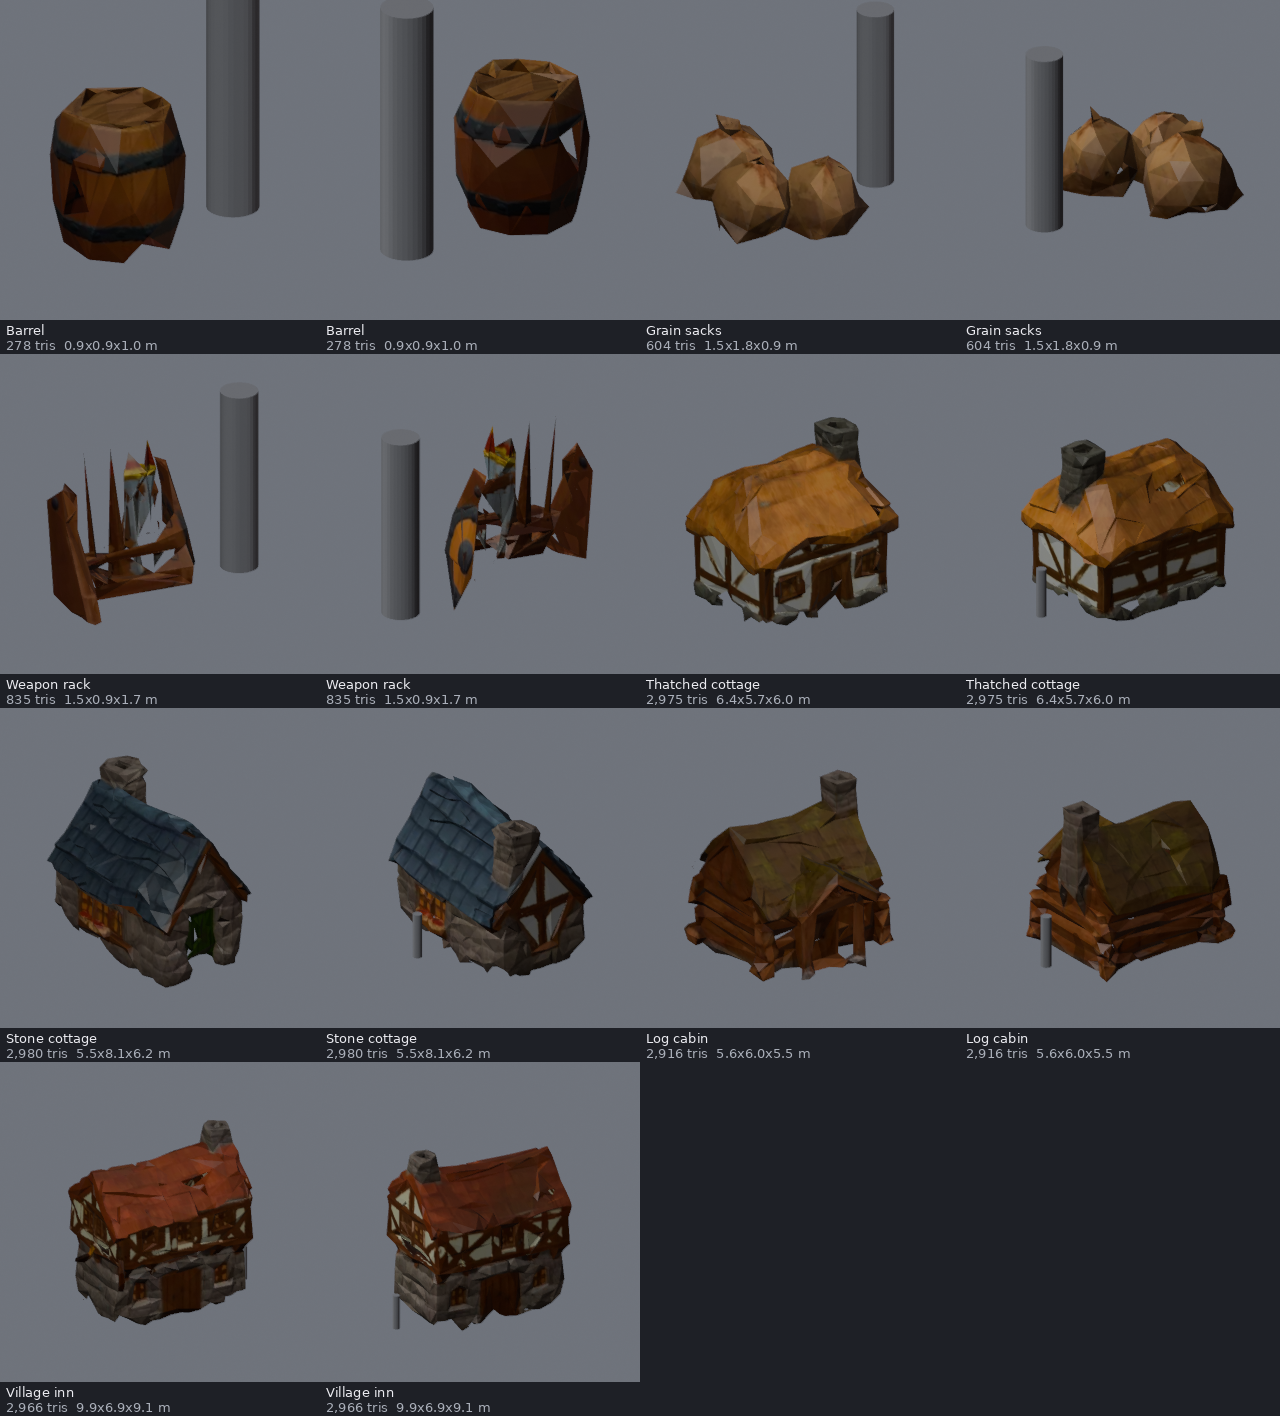 Barrel
278 tris  0.9x0.9x1.0 m
Barrel
278 tris  0.9x0.9x1.0 m
Grain sacks
604 tris  1.5x1.8x0.9 m
Grain sacks
604 tris  1.5x1.8x0.9 m
Weapon rack
835 tris  1.5x0.9x1.7 m
Weapon rack
835 tris  1.5x0.9x1.7 m
Thatched cottage
2,975 tris  6.4x5.7x6.0 m
Thatched cottage
2,975 tris  6.4x5.7x6.0 m
Stone cottage
2,980 tris  5.5x8.1x6.2 m
Stone cottage
2,980 tris  5.5x8.1x6.2 m
Log cabin
2,916 tris  5.6x6.0x5.5 m
Log cabin
2,916 tris  5.6x6.0x5.5 m
Village inn
2,966 tris  9.9x6.9x9.1 m
Village inn
2,966 tris  9.9x6.9x9.1 m